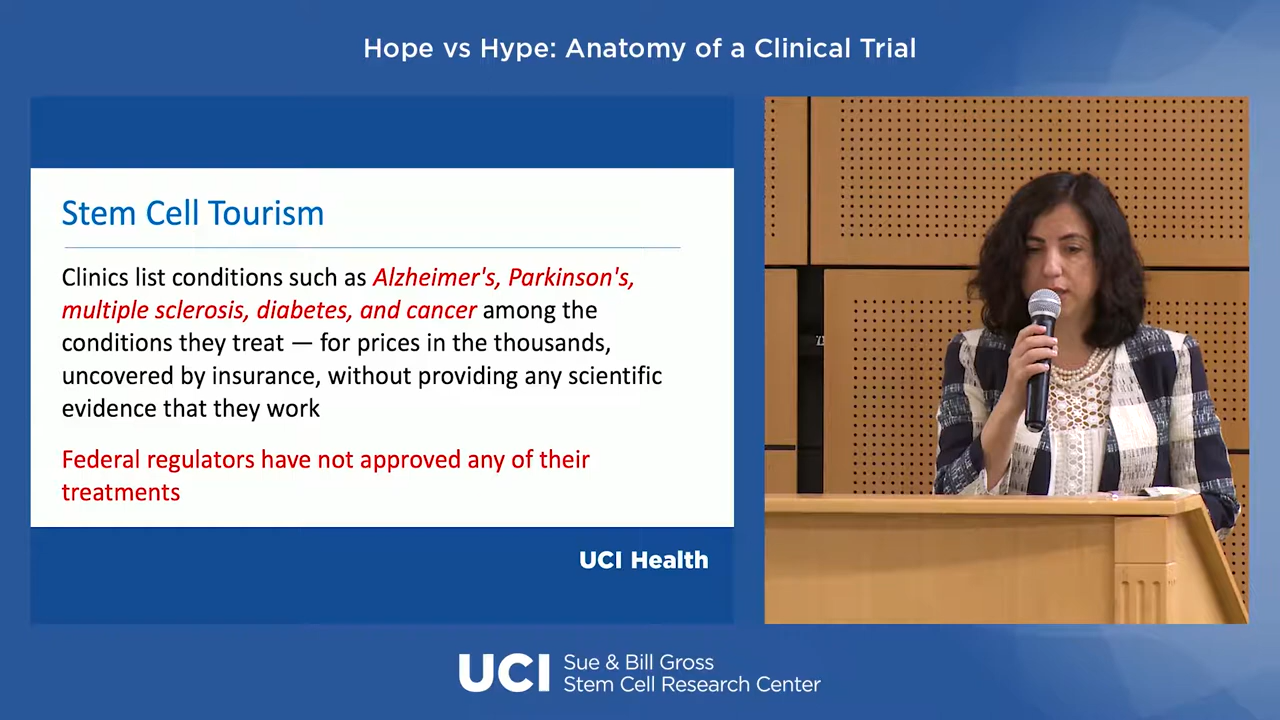 Hope vs Hype: Anatomy of a Clinical Trial
Stem Cell Tourism
Clinics list conditions such as Alzheimer's, Parkinson's,
multiple sclerosis, diabetes, and cancer among the
conditions they treat — for prices in the thousands,
uncovered by insurance, without providing any scientific
evidence that they work
Federal regulators have not approved any of their
treatments
UCI Health
UCI
Sue & Bill Gross
Stem Cell Research Center